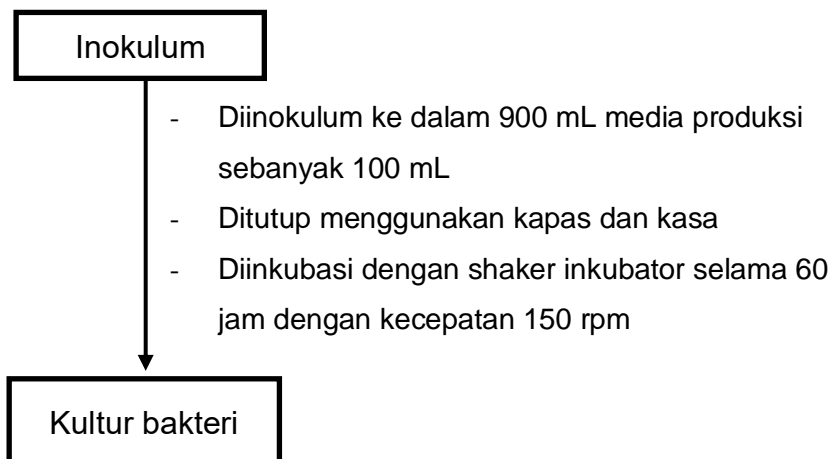 Inokulum
- Diinokulum ke dalam 900 mL media produksi
sebanyak 100 mL
- Ditutup menggunakan kapas dan kasa
- Diinkubasi dengan shaker inkubator selama 60
jam dengan kecepatan 150 rpm
Kultur bakteri